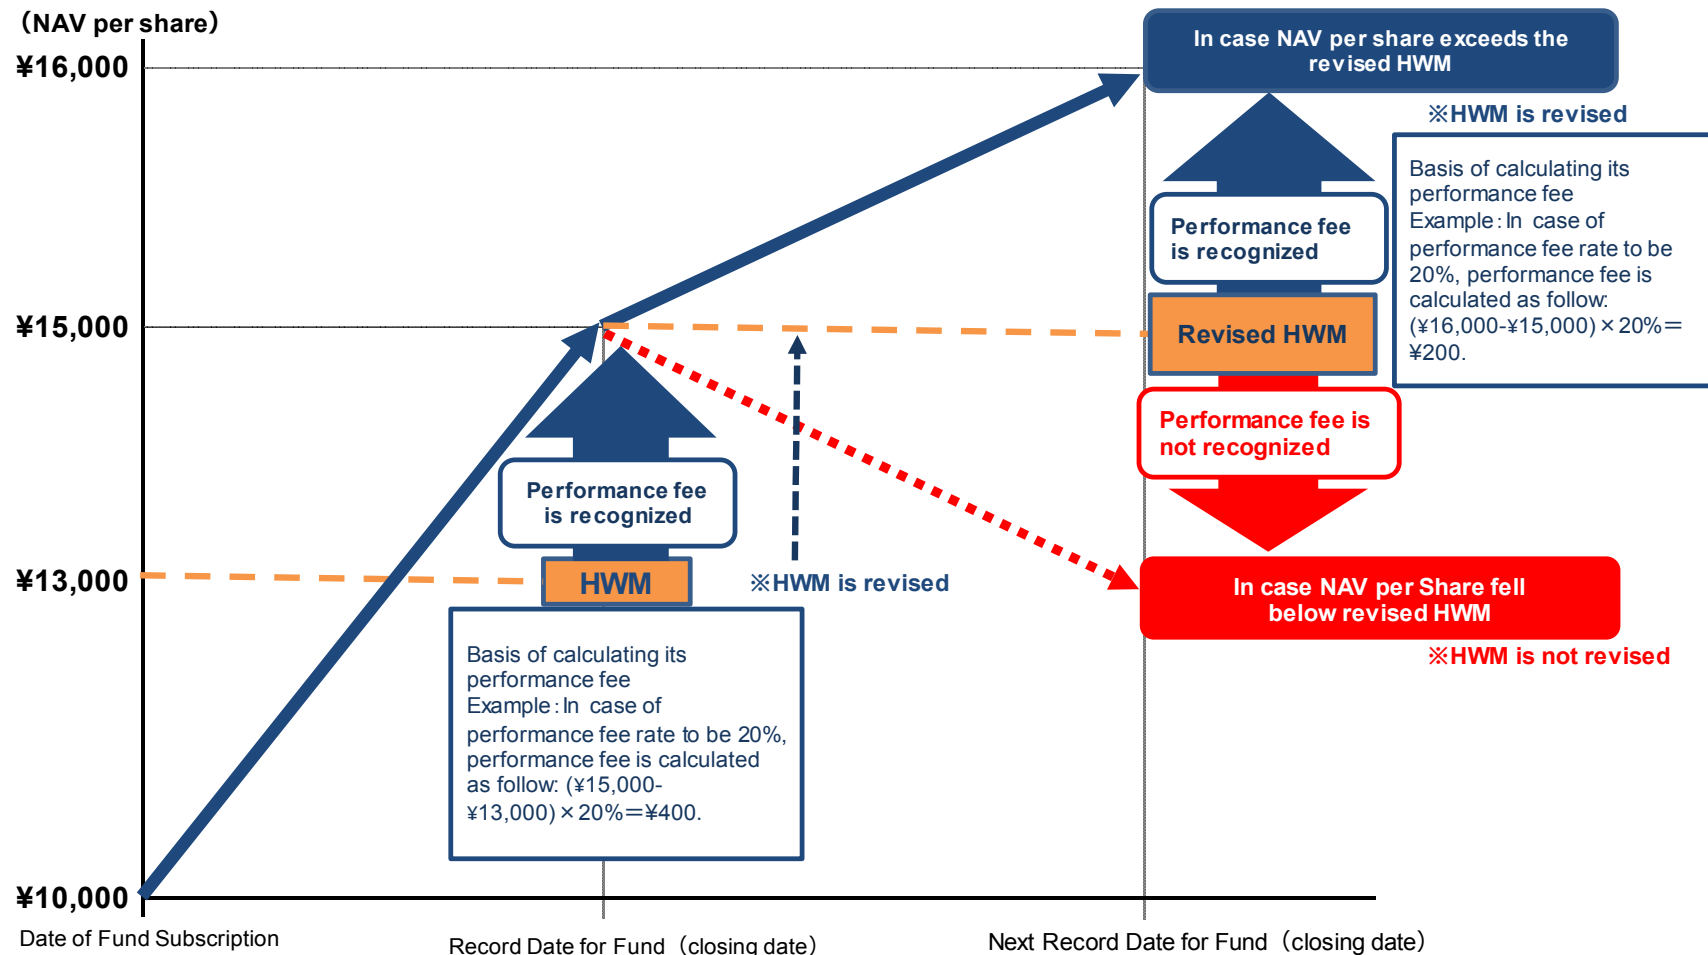 （NAV per share）
¥16,000
¥15,000
¥13,000
¥10,000
In case NAV per share exceeds the
revised HWM
※HWM is revised
Performance fee
is recognized
Basis of calculating its
performance fee
Example：In case of
performance fee rate to be
20%, performance fee is
calculated as follow:
(¥16,000-¥15,000)×20%＝
¥200.
Revised HWM
Performance fee is
not recognized
Performance fee
is recognized
HWM
※HWM is revised
In case NAV per Share fell
below revised HWM
※HWM is not revised
Basis of calculating its
performance fee
Example：In case of
performance fee rate to be 20%,
performance fee is calculated
as follow: (¥15,000-
¥13,000)×20%＝¥400.
Date of Fund Subscription
Record Date for Fund（closing date）
Next Record Date for Fund（closing date）